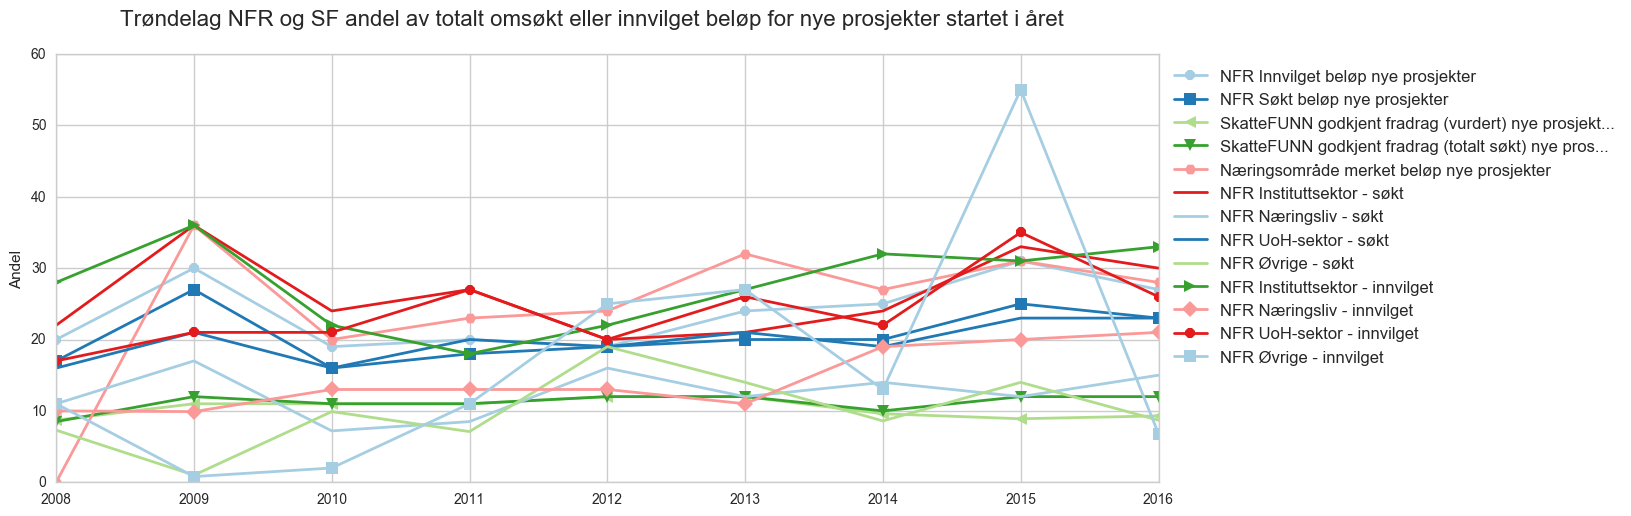 Trøndelag NFR og SF andel av totalt omsøkt eller innvilget beløp for nye prosjekter startet i året
60
50
40
30
20
10
0
Andel
2008 2009 2010 2011 2012 2013 2014 2015 2016
NFR Innvilget beløp nye prosjekter
NFR Søkt beløp nye prosjekter
SkatteFUNN godkjent fradrag (vurdert) nye prosjekt...
SkatteFUNN godkjent fradrag (totalt søkt) nye pros...
Næringsområde merket beløp nye prosjekter
NFR Instituttsektor - søkt
NFR Næringsliv - søkt
NFR UoH-sektor - søkt
NFR Øvrige - søkt
NFR Instituttsektor - innvilget
NFR Næringsliv - innvilget
NFR UoH-sektor - innvilget
NFR Øvrige - innvilget